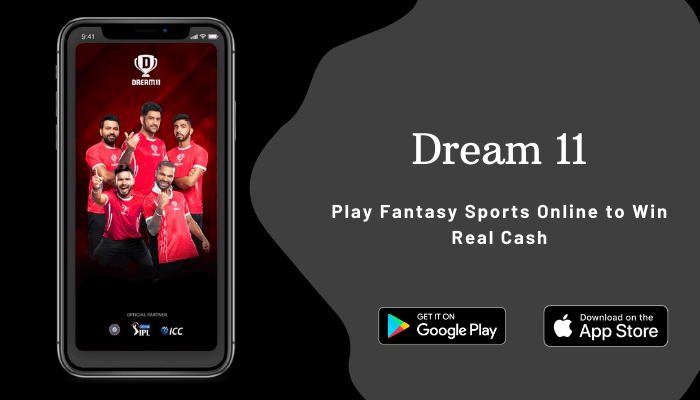 9:41
D
DREAM11
OFFICIAL PARTNER
IPL
ICC
Dream 11
Play Fantasy Sports Online to Win
Real Cash
GET IT ON
Google Play
Download on the
App Store